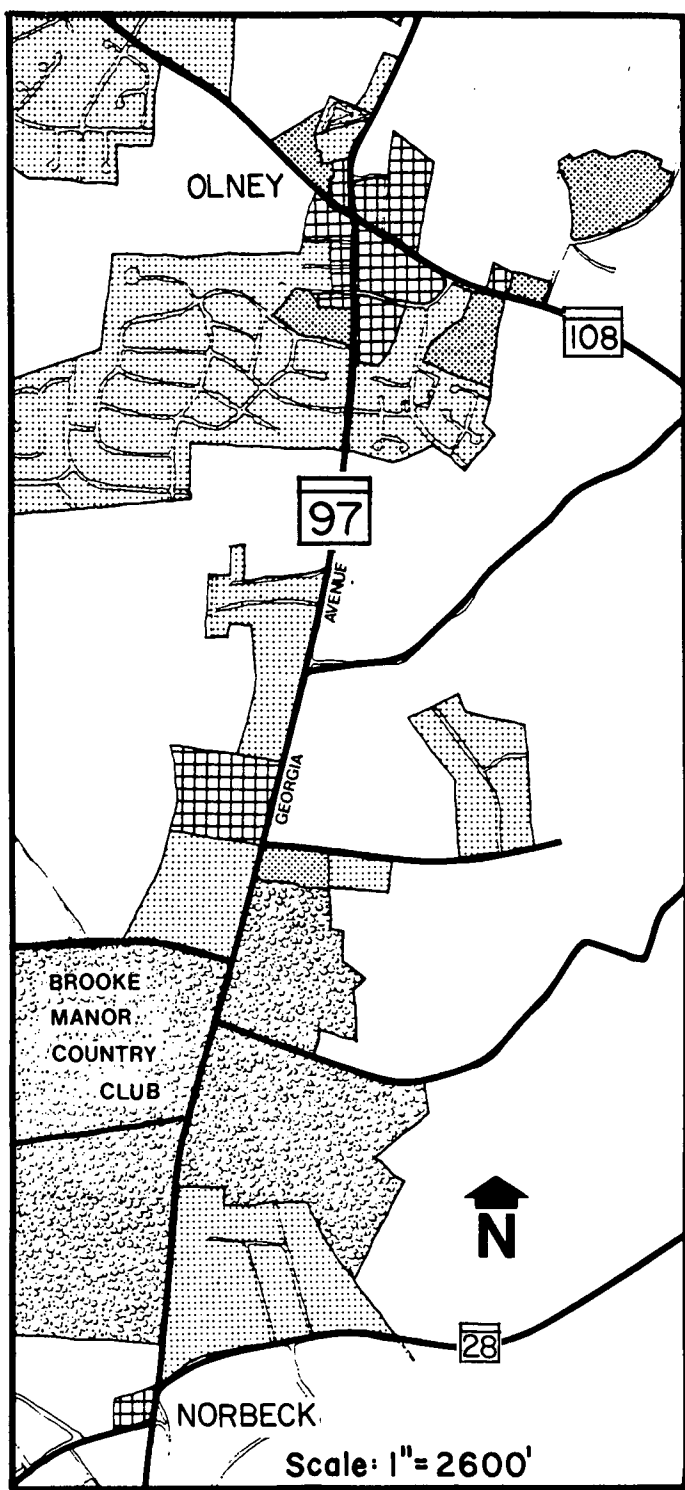 OLNEY
108
97
AVENUE
GEORGIA
BROOKE
MANOR
COUNTRY
CLUB
N
28
NORBECK
Scale: 1"=2600'